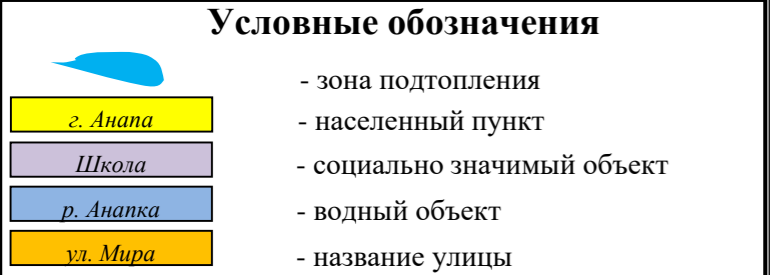 Условные обозначения
- зона подтопления
г. Анапа - населенный пункт
Школа - социально значимый объект
р. Анапка - водный объект
ул. Мира - название улицы